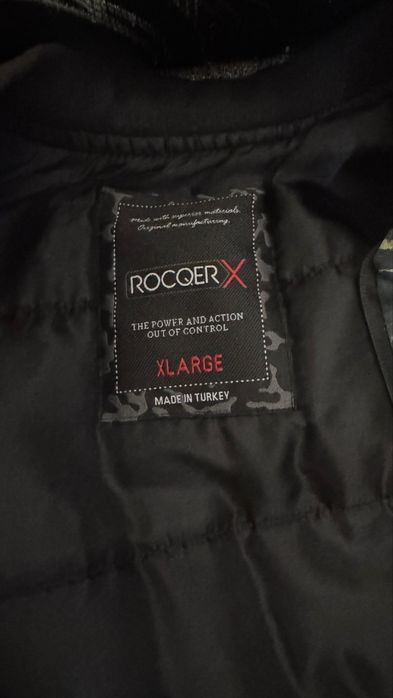 Made with superior materials.
Original manufacturing.
ROCQERX
THE POWER AND ACTION
OUT OF CONTROL
XLARGE
MADE IN TURKEY